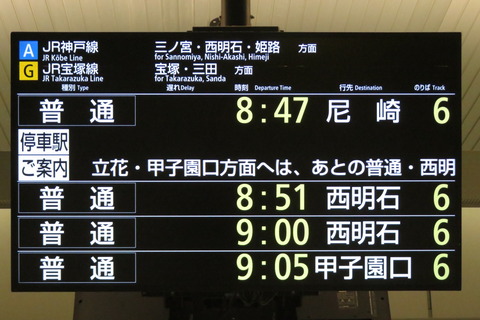 A JR神戸線 三ノ宮・西明石・姫路 方面
JR Kōbe Line for Sannomiya, Nishi-Akashi, Himeji
G JR宝塚線 宝塚・三田 方面
JR Takarazuka Line for Takarazuka, Sanda
種別 Type 遅れ Delay 時刻 Departure Time 行先 Destination のりば Track
普通 8:47 尼崎 6
停車駅
ご案内 立花・甲子園口方面へは、あとの普通・西明
普通 8:51 西明石 6
普通 9:00 西明石 6
普通 9:05 甲子園口 6